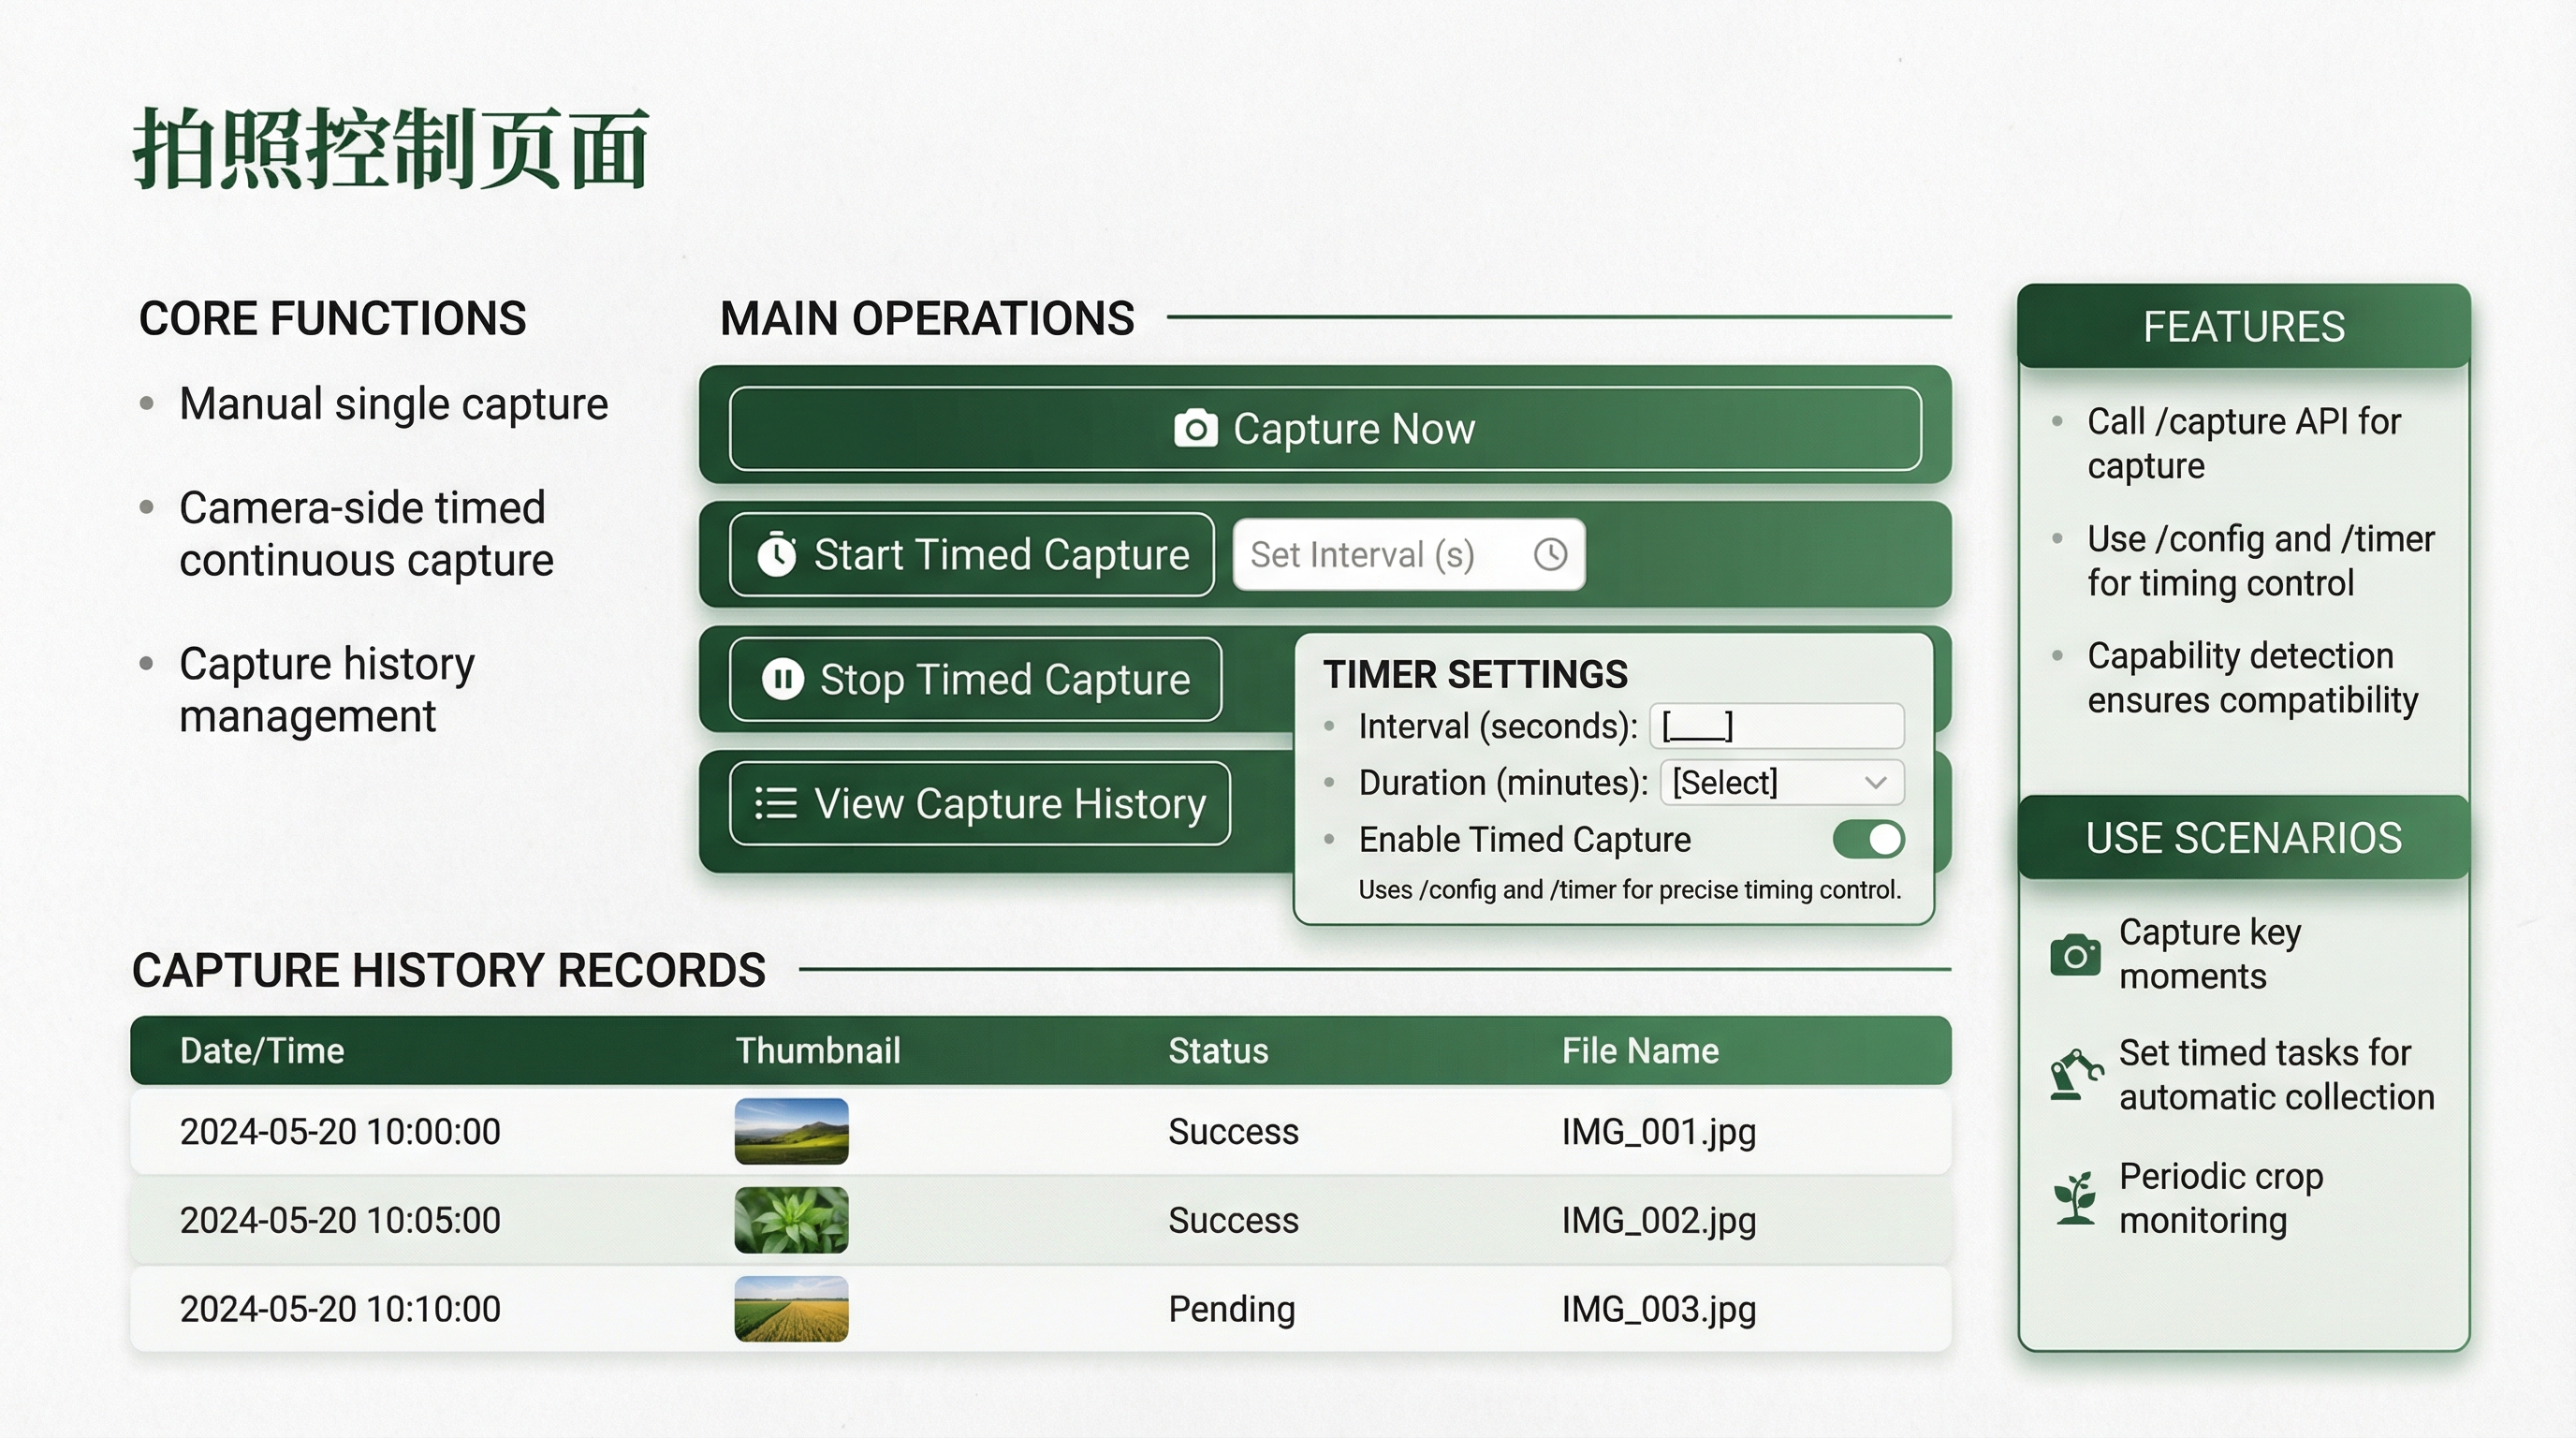 拍照控制页面
CORE FUNCTIONS
• Manual single capture
• Camera-side timed
continuous capture
• Capture history
management
MAIN OPERATIONS
Capture Now
Start Timed Capture
Set Interval (s)
Stop Timed Capture
View Capture History
TIMER SETTINGS
• Interval (seconds): [___]
• Duration (minutes): [Select]
• Enable Timed Capture
Uses /config and /timer for precise timing control.
CAPTURE HISTORY RECORDS
Date/Time Thumbnail Status File Name
2024-05-20 10:00:00 Success IMG_001.jpg
2024-05-20 10:05:00 Success IMG_002.jpg
2024-05-20 10:10:00 Pending IMG_003.jpg
FEATURES
• Call /capture API for
capture
• Use /config and /timer
for timing control
• Capability detection
ensures compatibility
USE SCENARIOS
Capture key
moments
Set timed tasks for
automatic collection
Periodic crop
monitoring